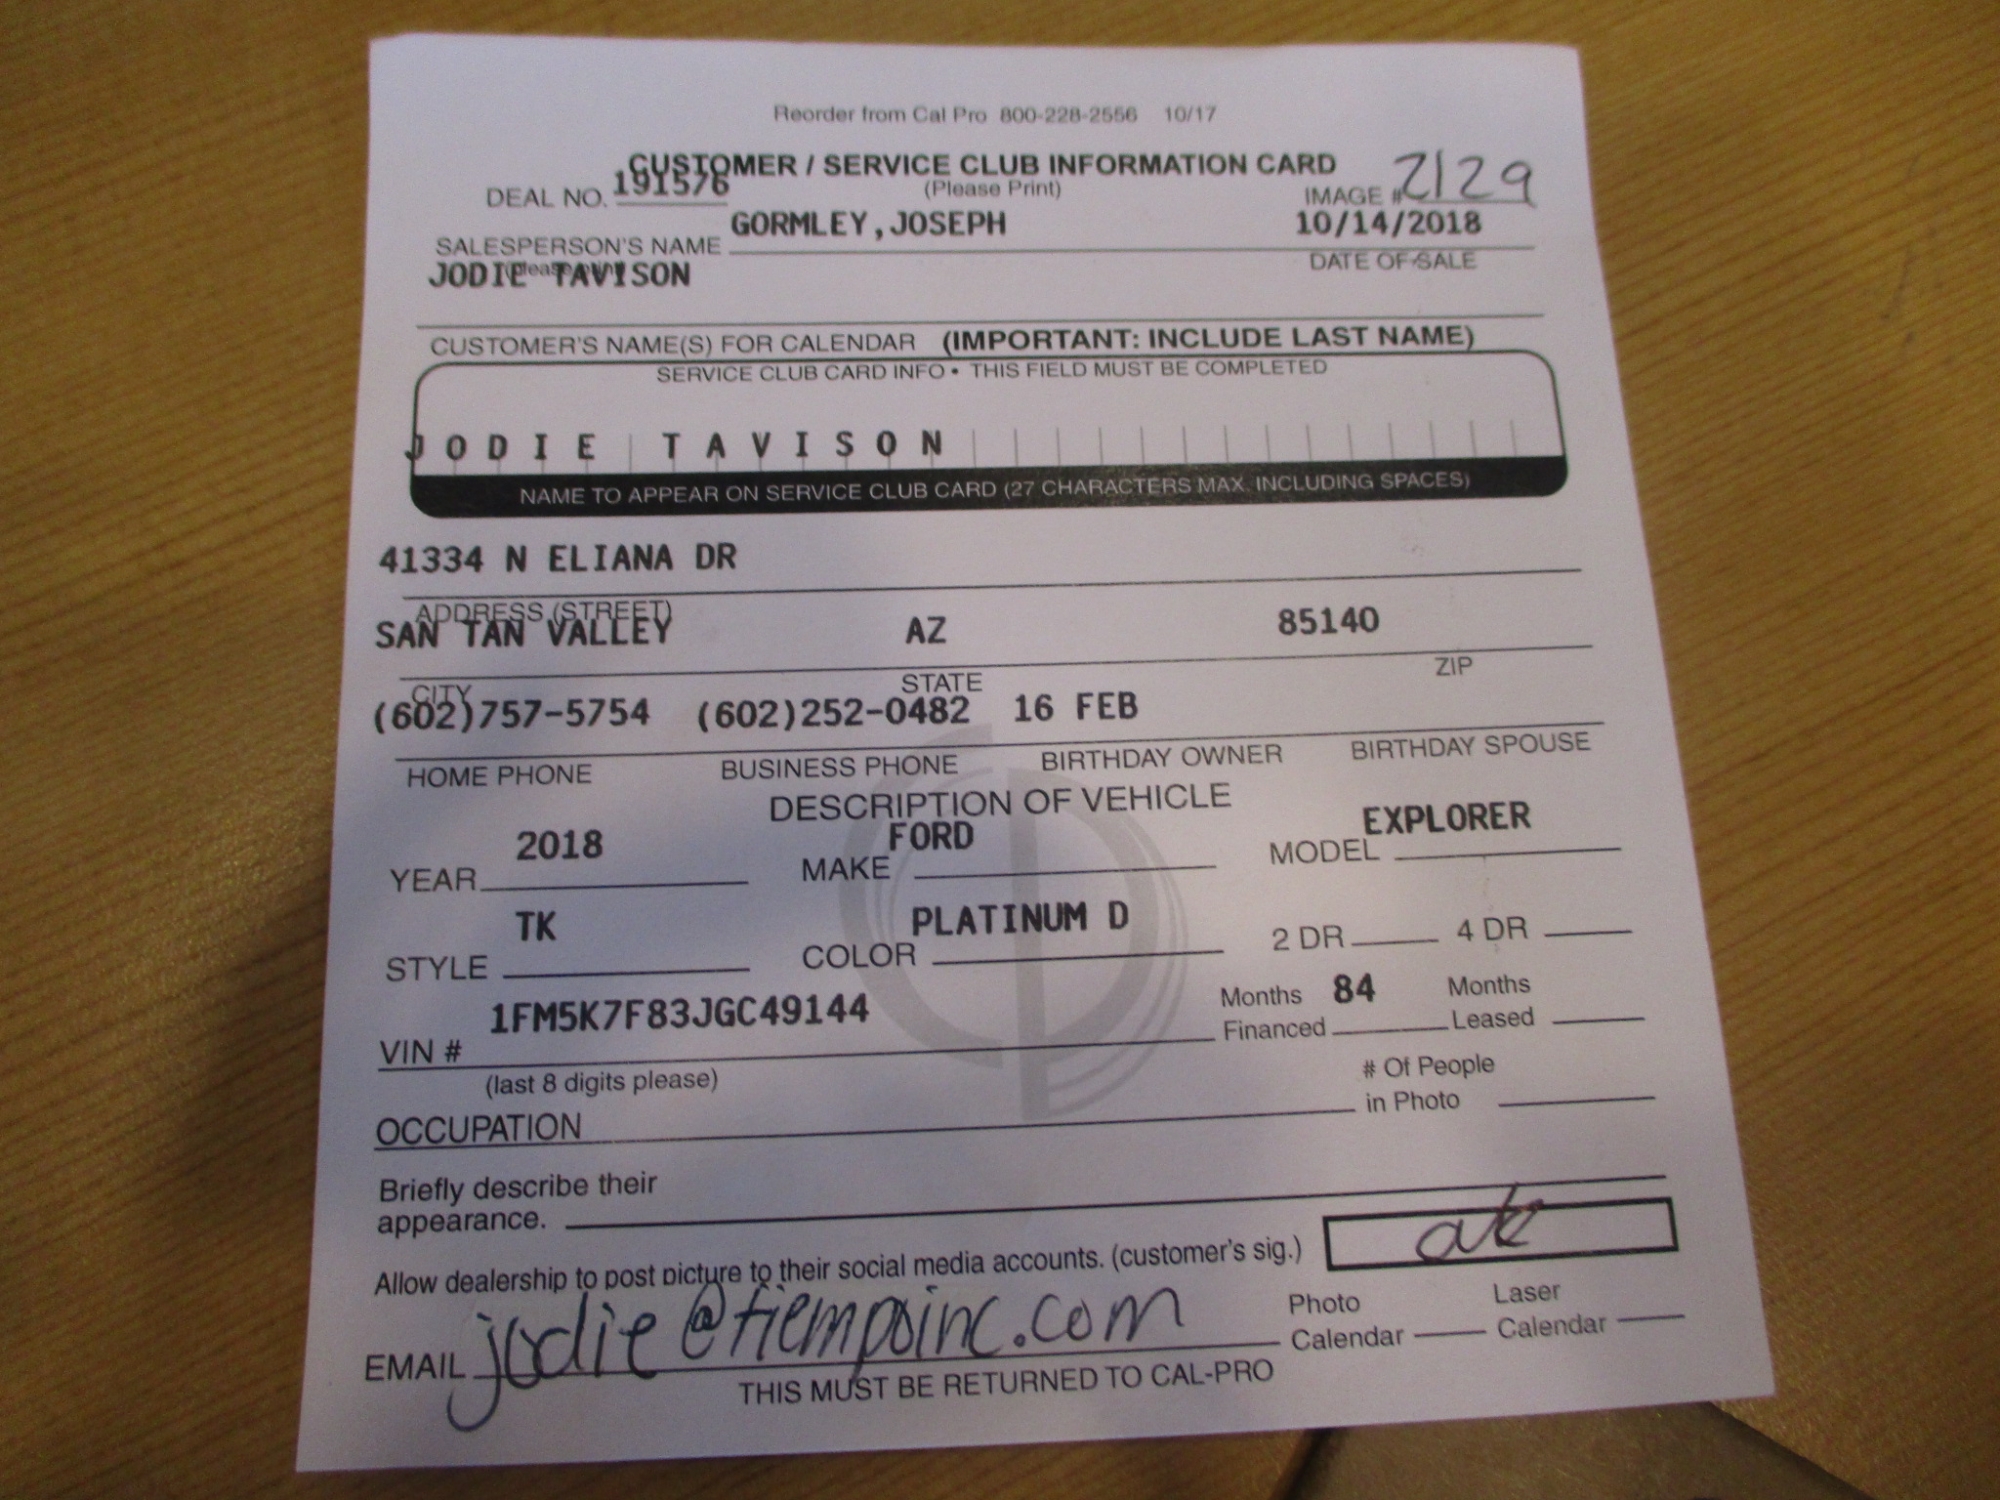 Reorder from Cal Pro 800-228-2556 10/17
CUSTOMER / SERVICE CLUB INFORMATION CARD
DEAL NO. 191576 (Please Print) IMAGE # 2129
GORMLEY,JOSEPH 10/14/2018
SALESPERSON'S NAME DATE OF SALE
(Please print)
JODIE TAVISON
CUSTOMER'S NAME(S) FOR CALENDAR (IMPORTANT: INCLUDE LAST NAME)
SERVICE CLUB CARD INFO • THIS FIELD MUST BE COMPLETED
JODIE TAVISON
NAME TO APPEAR ON SERVICE CLUB CARD (27 CHARACTERS MAX. INCLUDING SPACES)
41334 N ELIANA DR
ADDRESS (STREET)
SAN TAN VALLEY AZ 85140
CITY STATE ZIP
(602)757-5754 (602)252-0482 16 FEB
HOME PHONE BUSINESS PHONE BIRTHDAY OWNER BIRTHDAY SPOUSE
DESCRIPTION OF VEHICLE
2018 FORD EXPLORER
YEAR MAKE MODEL
TK PLATINUM D
STYLE COLOR 2 DR 4 DR
1FM5K7F83JGC49144 Months 84 Months
VIN # Financed Leased
(last 8 digits please) # Of People
OCCUPATION in Photo
Briefly describe their
appearance.
Allow dealership to post picture to their social media accounts. (customer's sig.)
jodie@tiempoinc.com Photo Laser
EMAIL Calendar Calendar
THIS MUST BE RETURNED TO CAL-PRO